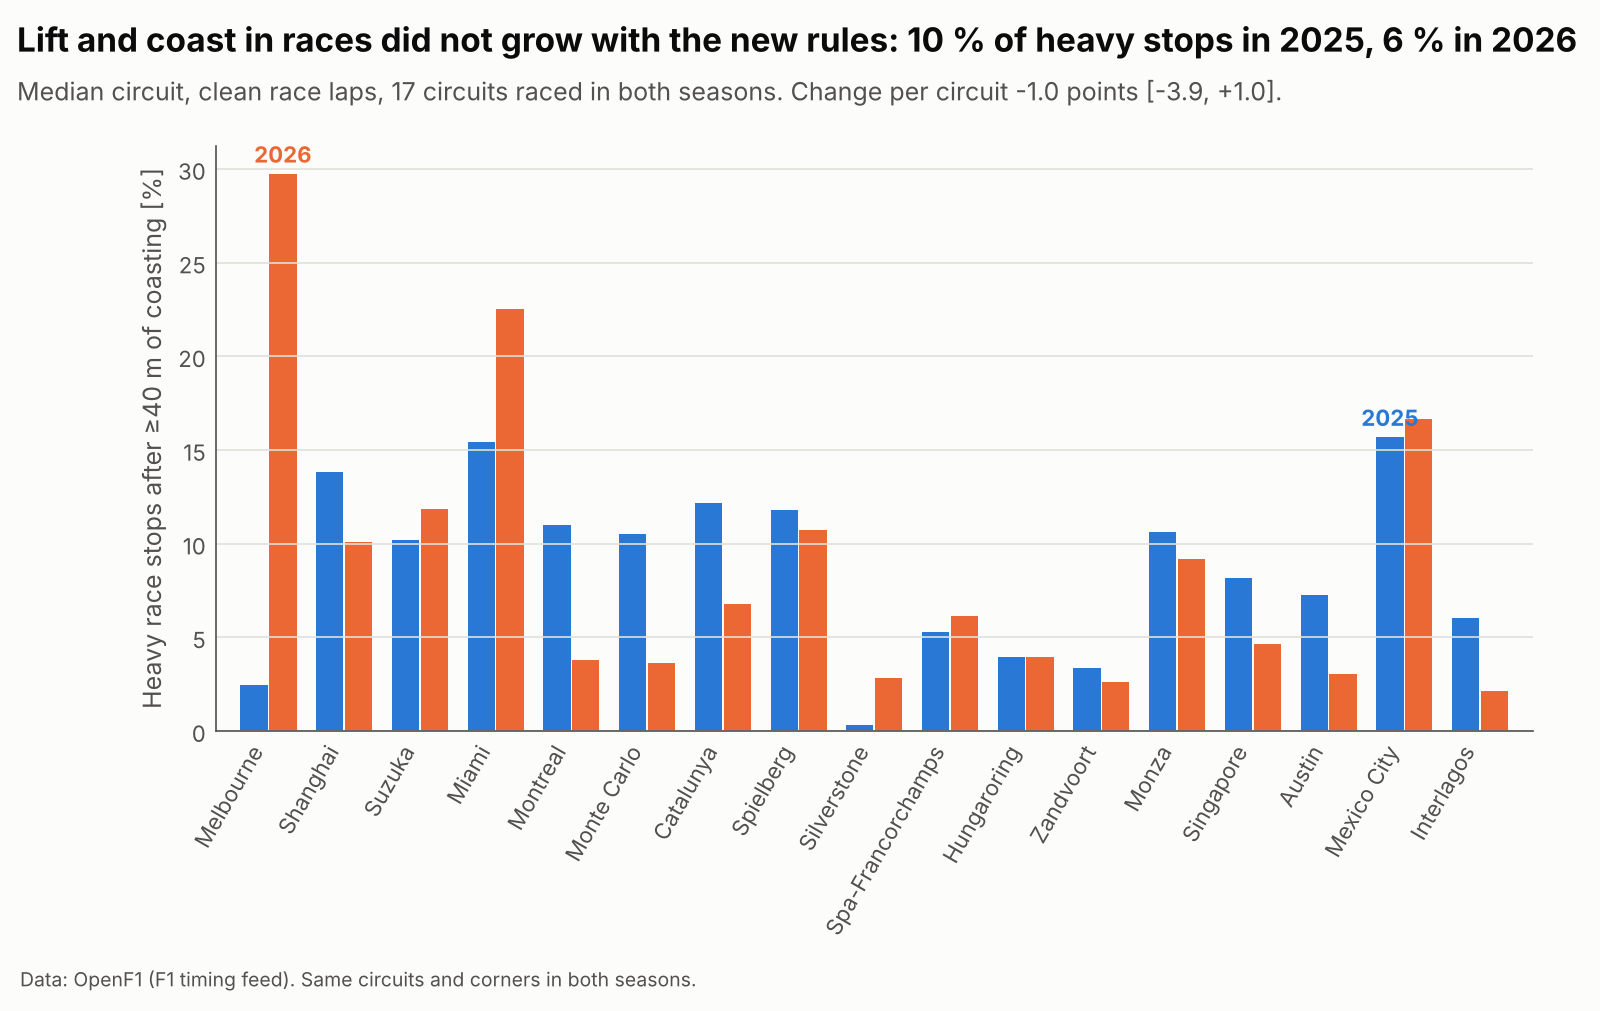 Lift and coast in races did not grow with the new rules: 10 % of heavy stops in 2025, 6 % in 2026
Median circuit, clean race laps, 17 circuits raced in both seasons. Change per circuit -1.0 points [-3.9, +1.0].
Heavy race stops after ≥40 m of coasting [%]
30
25
20
15
10
5
0
2026
2025
Melbourne
Shanghai
Suzuka
Miami
Montreal
Monte Carlo
Catalunya
Spielberg
Silverstone
Spa-Francorchamps
Hungaroring
Zandvoort
Monza
Singapore
Austin
Mexico City
Interlagos
Data: OpenF1 (F1 timing feed). Same circuits and corners in both seasons.